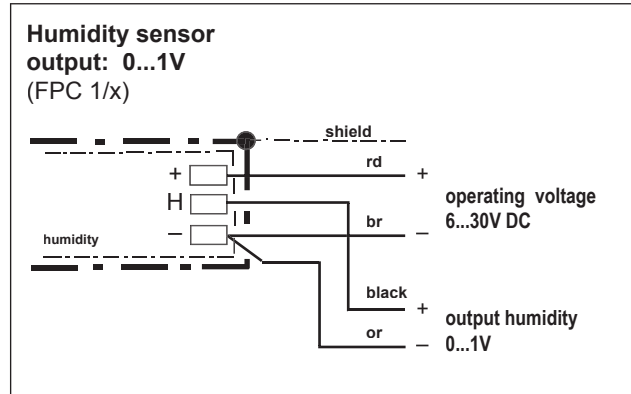 Humidity sensor
output: 0...1V
(FPC 1/x)
shield
rd
+
+
H
operating voltage
6...30V DC
br
–
–
humidity
black
+
output humidity
0...1V
or
–